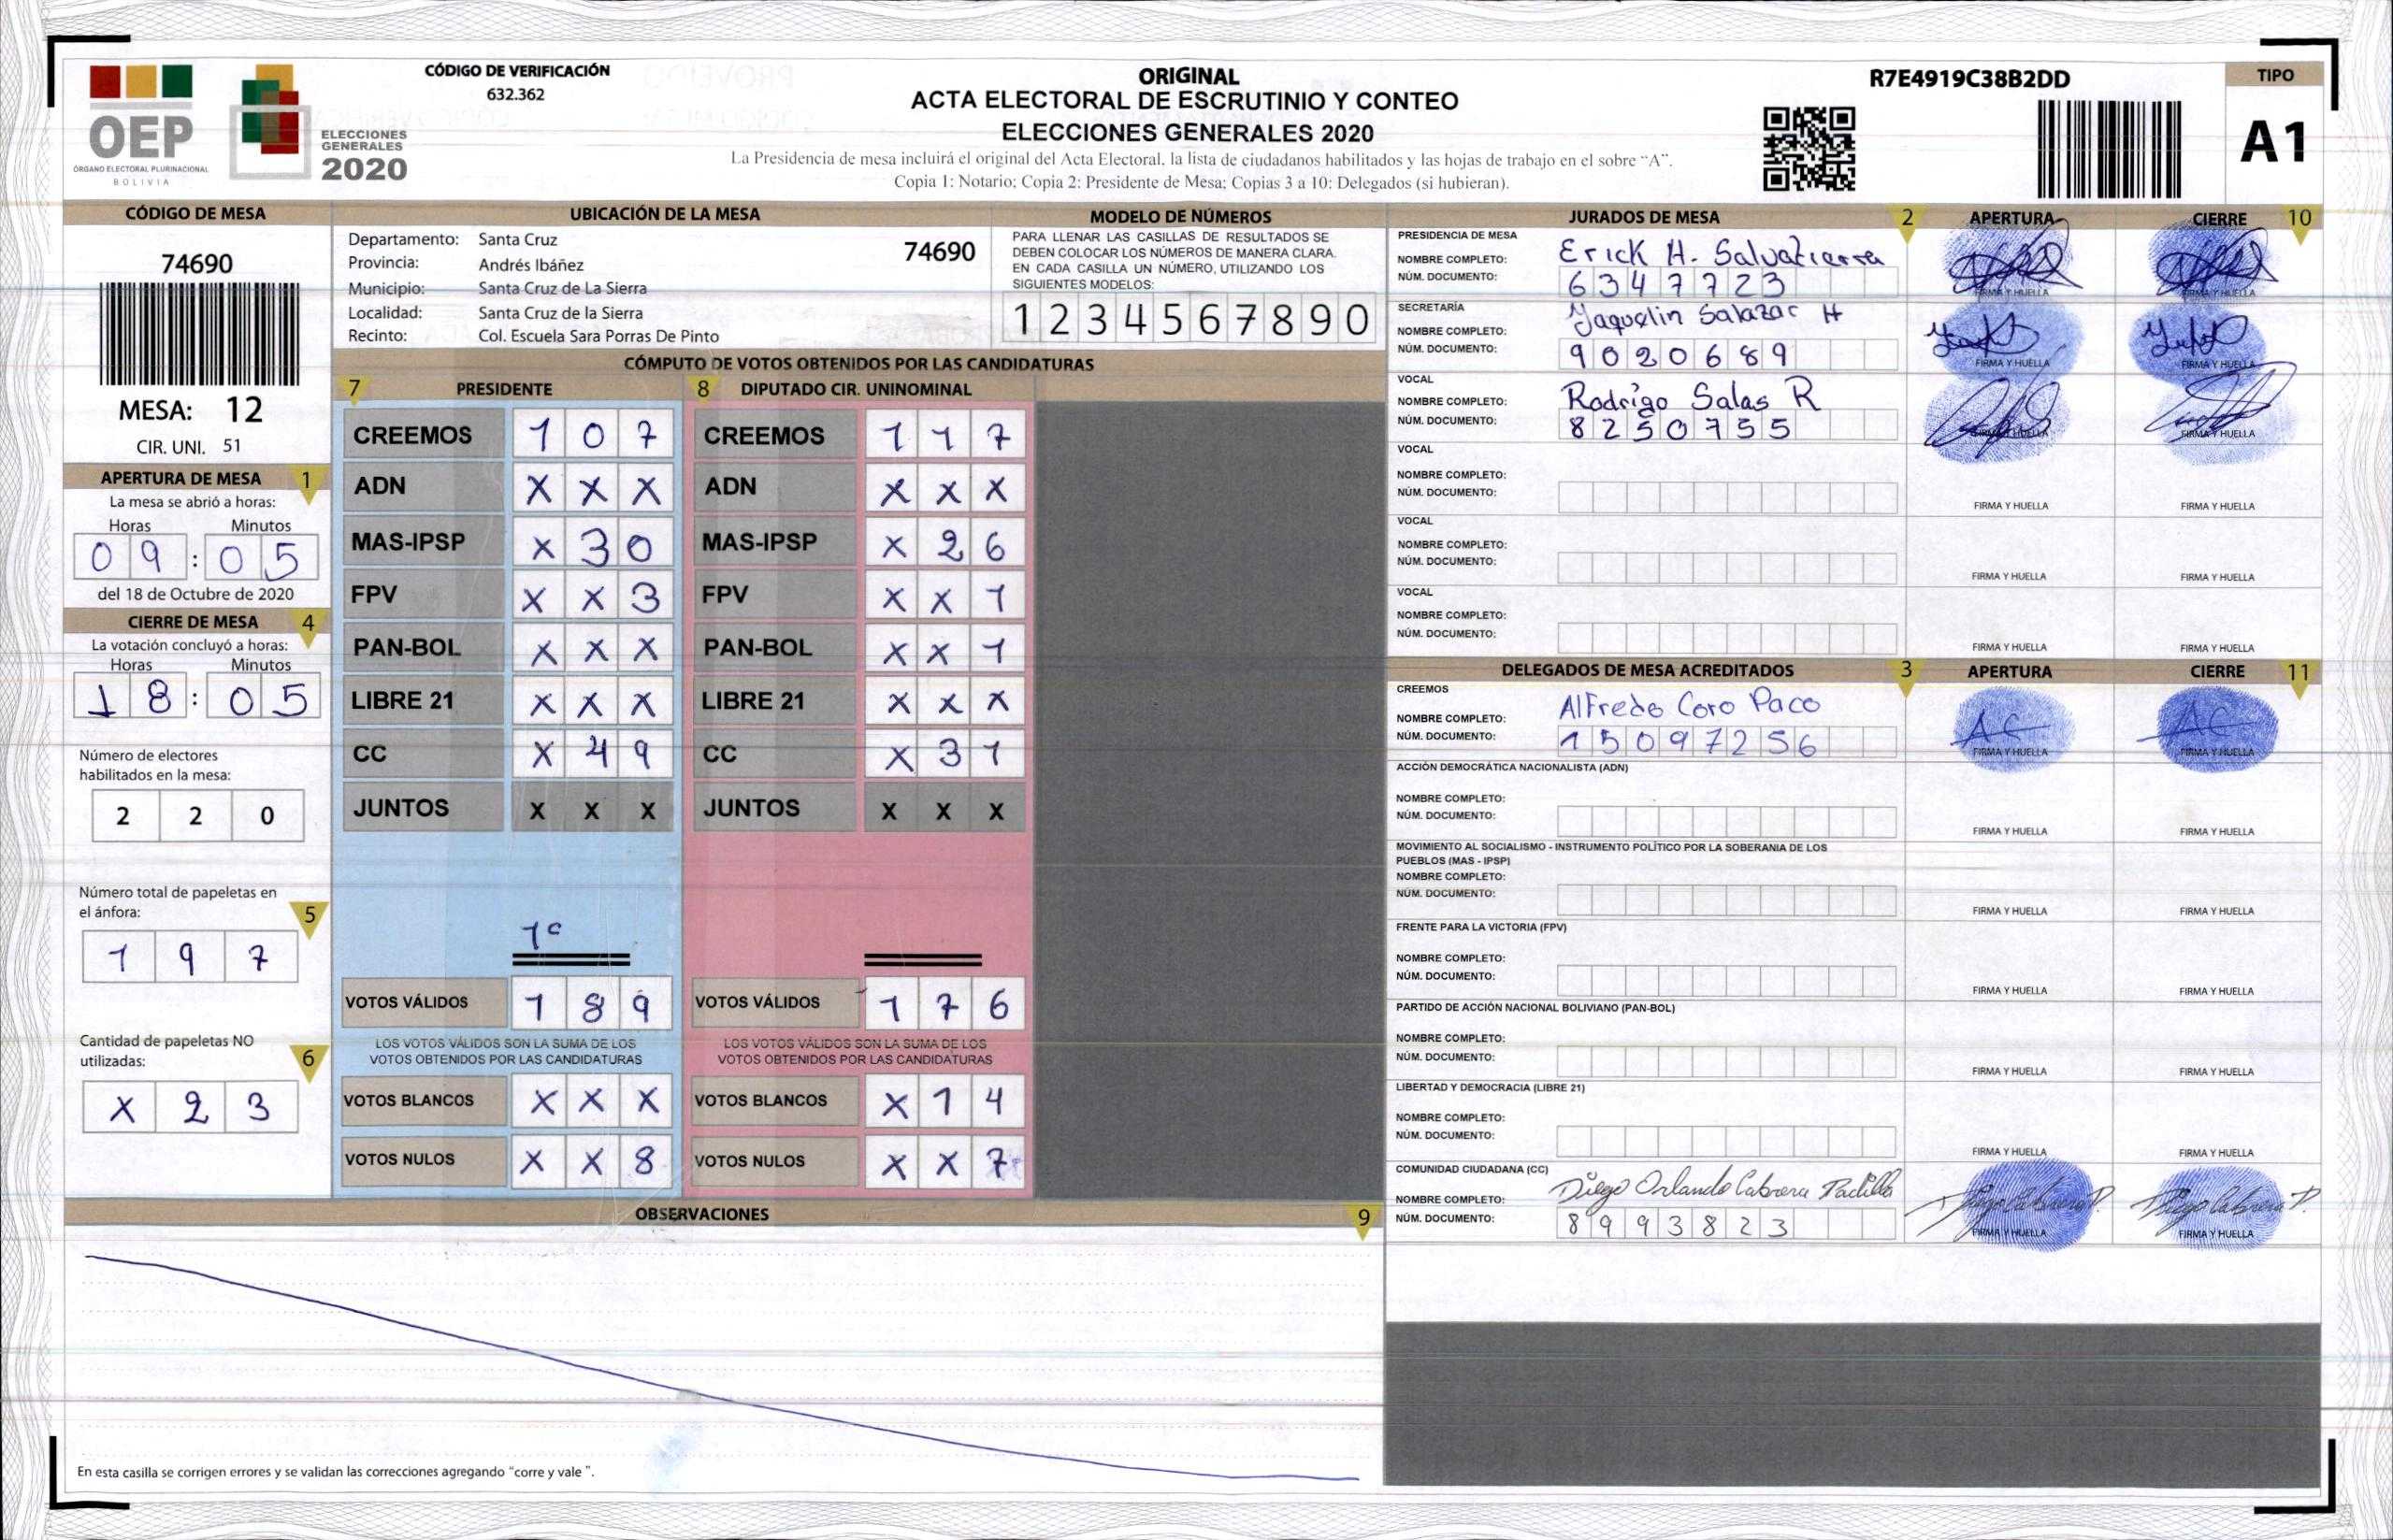 CÓDIGO DE VERIFICACIÓN
632.362
OEP
ÓRGANO ELECTORAL PLURINACIONAL
BOLIVIA
ELECCIONES
GENERALES
2020
ORIGINAL
ACTA ELECTORAL DE ESCRUTINIO Y CONTEO
ELECCIONES GENERALES 2020
La Presidencia de mesa incluirá el original del Acta Electoral, la lista de ciudadanos habilitados y las hojas de trabajo en el sobre “A”.
Copia 1: Notario; Copia 2: Presidente de Mesa; Copias 3 a 10: Delegados (si hubieran).
R7E4919C38B2DD
TIPO
A1
CÓDIGO DE MESA
74690
MESA: 12
CIR. UNI. 51
APERTURA DE MESA 1
La mesa se abrió a horas:
Horas Minutos
09:05
del 18 de Octubre de 2020
CIERRE DE MESA 4
La votación concluyó a horas:
Horas Minutos
18:05
Número de electores
habilitados en la mesa:
2 2 0
Número total de papeletas en
el ánfora: 5
1 9 7
Cantidad de papeletas NO
utilizadas: 6
X 2 3
UBICACIÓN DE LA MESA
Departamento: Santa Cruz
74690
Provincia: Andrés Ibáñez
Municipio: Santa Cruz de La Sierra
Localidad: Santa Cruz de la Sierra
Recinto: Col. Escuela Sara Porras De Pinto
MODELO DE NÚMEROS
PARA LLENAR LAS CASILLAS DE RESULTADOS SE
DEBEN COLOCAR LOS NÚMEROS DE MANERA CLARA.
EN CADA CASILLA UN NÚMERO, UTILIZANDO LOS
SIGUIENTES MODELOS:
1 2 3 4 5 6 7 8 9 0
CÓMPUTO DE VOTOS OBTENIDOS POR LAS CANDIDATURAS
7 PRESIDENTE
CREEMOS 1 0 7
ADN X X X
MAS-IPSP X 3 0
FPV X X 3
PAN-BOL X X X
LIBRE 21 X X X
CC X 4 9
JUNTOS X X X
VOTOS VÁLIDOS 1 8 9
LOS VOTOS VÁLIDOS SON LA SUMA DE LOS
VOTOS OBTENIDOS POR LAS CANDIDATURAS
VOTOS BLANCOS X X X
VOTOS NULOS X X 8
8 DIPUTADO CIR. UNINOMINAL
CREEMOS 1 1 7
ADN X X X
MAS-IPSP X 2 6
FPV X X 1
PAN-BOL X X 1
LIBRE 21 X X X
CC X 3 1
JUNTOS X X X
VOTOS VÁLIDOS 1 7 6
LOS VOTOS VÁLIDOS SON LA SUMA DE LOS
VOTOS OBTENIDOS POR LAS CANDIDATURAS
VOTOS BLANCOS X 1 4
VOTOS NULOS X X 7
OBSERVACIONES 9
En esta casilla se corrigen errores y se validan las correcciones agregando “corre y vale ”.
JURADOS DE MESA 2 APERTURA CIERRE 10
PRESIDENCIA DE MESA
NOMBRE COMPLETO: Erick H. Salvatierra
NÚM. DOCUMENTO: 6347723
FIRMA Y HUELLA FIRMA Y HUELLA
SECRETARÍA
NOMBRE COMPLETO: Yaquelin Salazar H
NÚM. DOCUMENTO: 9020689
FIRMA Y HUELLA FIRMA Y HUELLA
VOCAL
NOMBRE COMPLETO: Rodrigo Salas R
NÚM. DOCUMENTO: 8250755
FIRMA Y HUELLA FIRMA Y HUELLA
VOCAL
NOMBRE COMPLETO:
NÚM. DOCUMENTO:
FIRMA Y HUELLA FIRMA Y HUELLA
VOCAL
NOMBRE COMPLETO:
NÚM. DOCUMENTO:
FIRMA Y HUELLA FIRMA Y HUELLA
VOCAL
NOMBRE COMPLETO:
NÚM. DOCUMENTO:
FIRMA Y HUELLA FIRMA Y HUELLA
DELEGADOS DE MESA ACREDITADOS 3 APERTURA CIERRE 11
CREEMOS
NOMBRE COMPLETO: Alfredo Coro Paco
NÚM. DOCUMENTO: 15097256
AC AC
FIRMA Y HUELLA FIRMA Y HUELLA
ACCIÓN DEMOCRÁTICA NACIONALISTA (ADN)
NOMBRE COMPLETO:
NÚM. DOCUMENTO:
FIRMA Y HUELLA FIRMA Y HUELLA
MOVIMIENTO AL SOCIALISMO - INSTRUMENTO POLÍTICO POR LA SOBERANIA DE LOS
PUEBLOS (MAS - IPSP)
NOMBRE COMPLETO:
NÚM. DOCUMENTO:
FIRMA Y HUELLA FIRMA Y HUELLA
FRENTE PARA LA VICTORIA (FPV)
NOMBRE COMPLETO:
NÚM. DOCUMENTO:
FIRMA Y HUELLA FIRMA Y HUELLA
PARTIDO DE ACCIÓN NACIONAL BOLIVIANO (PAN-BOL)
NOMBRE COMPLETO:
NÚM. DOCUMENTO:
FIRMA Y HUELLA FIRMA Y HUELLA
LIBERTAD Y DEMOCRACIA (LIBRE 21)
NOMBRE COMPLETO:
NÚM. DOCUMENTO:
FIRMA Y HUELLA FIRMA Y HUELLA
COMUNIDAD CIUDADANA (CC)
NOMBRE COMPLETO: Diego Orlando Cabrera Padilla
NÚM. DOCUMENTO: 8993823
Diego Cabrera P. Diego Cabrera P.
FIRMA Y HUELLA FIRMA Y HUELLA